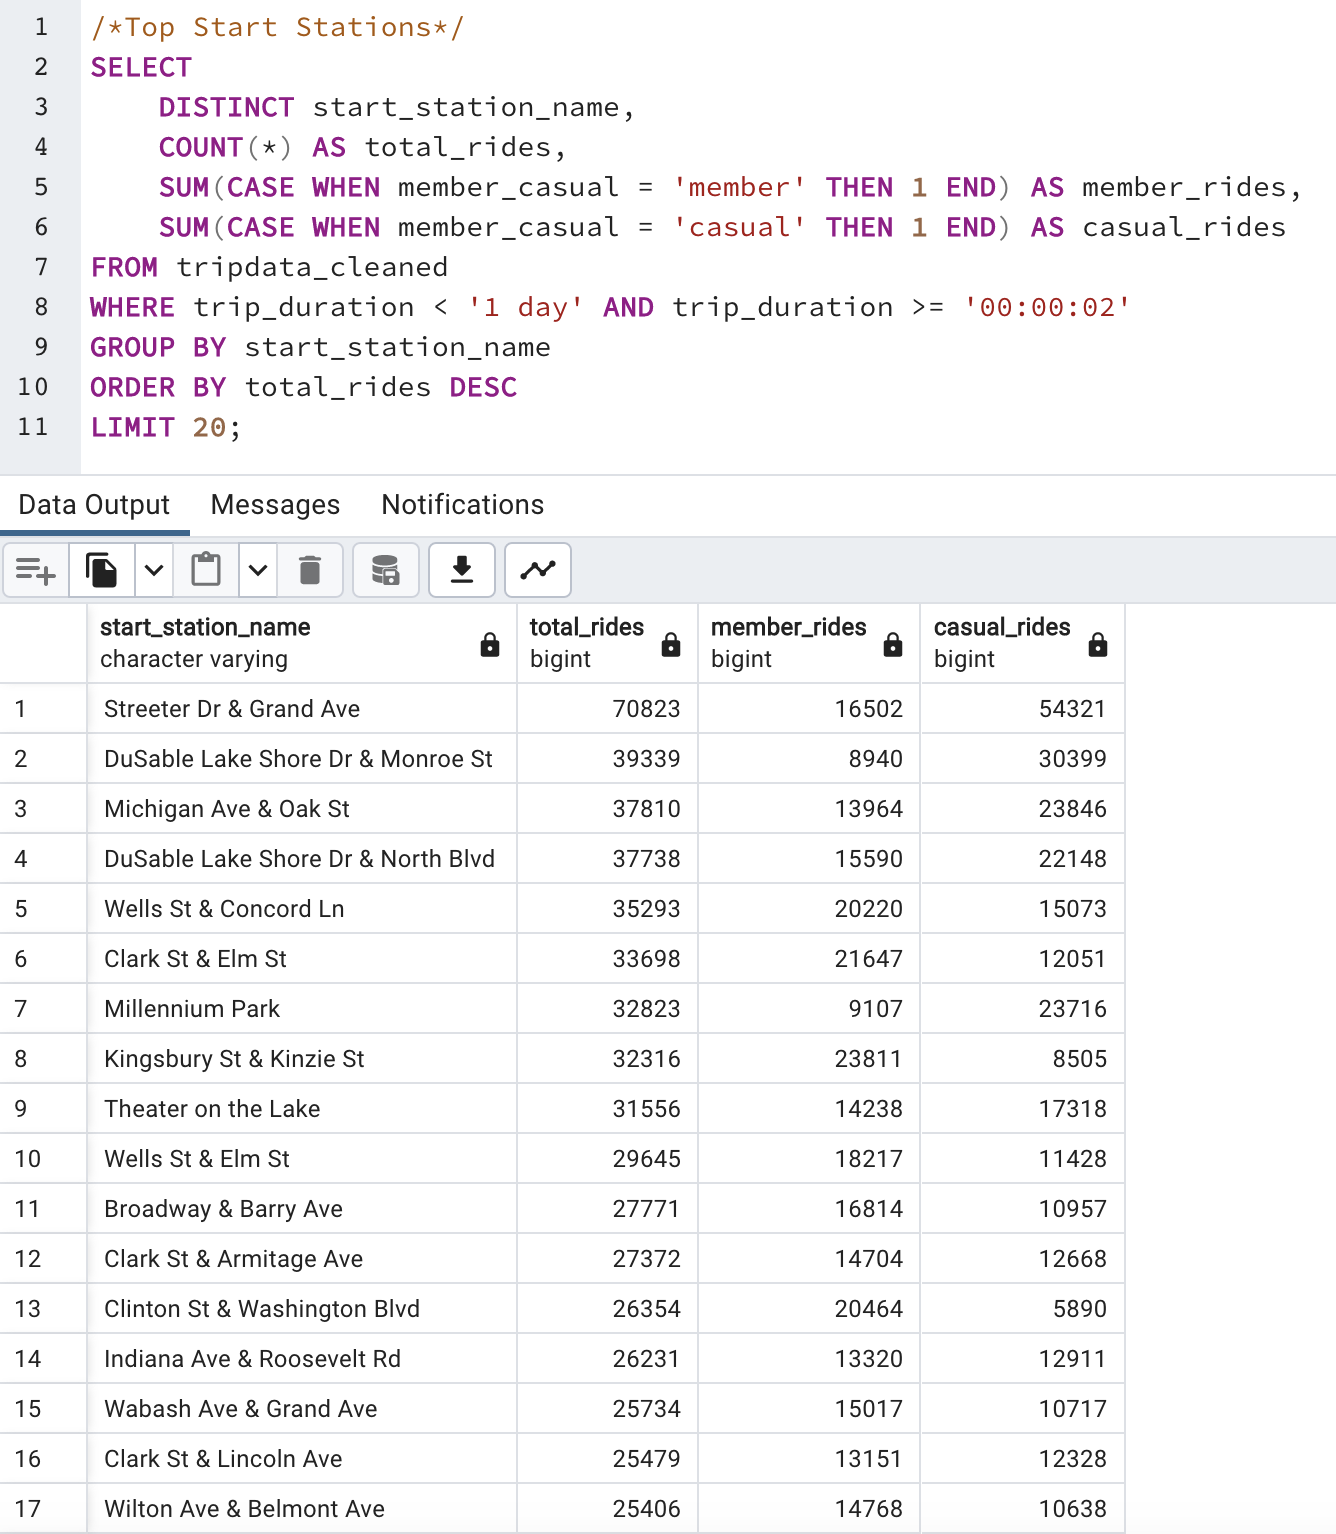 1 /*Top Start Stations*/
2 SELECT
3 DISTINCT start_station_name,
4 COUNT(*) AS total_rides,
5 SUM(CASE WHEN member_casual = 'member' THEN 1 END) AS member_rides,
6 SUM(CASE WHEN member_casual = 'casual' THEN 1 END) AS casual_rides
7 FROM tripdata_cleaned
8 WHERE trip_duration < '1 day' AND trip_duration >= '00:00:02'
9 GROUP BY start_station_name
10 ORDER BY total_rides DESC
11 LIMIT 20;
Data Output Messages Notifications
start_station_name total_rides member_rides casual_rides
character varying bigint bigint bigint
1 Streeter Dr & Grand Ave 70823 16502 54321
2 DuSable Lake Shore Dr & Monroe St 39339 8940 30399
3 Michigan Ave & Oak St 37810 13964 23846
4 DuSable Lake Shore Dr & North Blvd 37738 15590 22148
5 Wells St & Concord Ln 35293 20220 15073
6 Clark St & Elm St 33698 21647 12051
7 Millennium Park 32823 9107 23716
8 Kingsbury St & Kinzie St 32316 23811 8505
9 Theater on the Lake 31556 14238 17318
10 Wells St & Elm St 29645 18217 11428
11 Broadway & Barry Ave 27771 16814 10957
12 Clark St & Armitage Ave 27372 14704 12668
13 Clinton St & Washington Blvd 26354 20464 5890
14 Indiana Ave & Roosevelt Rd 26231 13320 12911
15 Wabash Ave & Grand Ave 25734 15017 10717
16 Clark St & Lincoln Ave 25479 13151 12328
17 Wilton Ave & Belmont Ave 25406 14768 10638